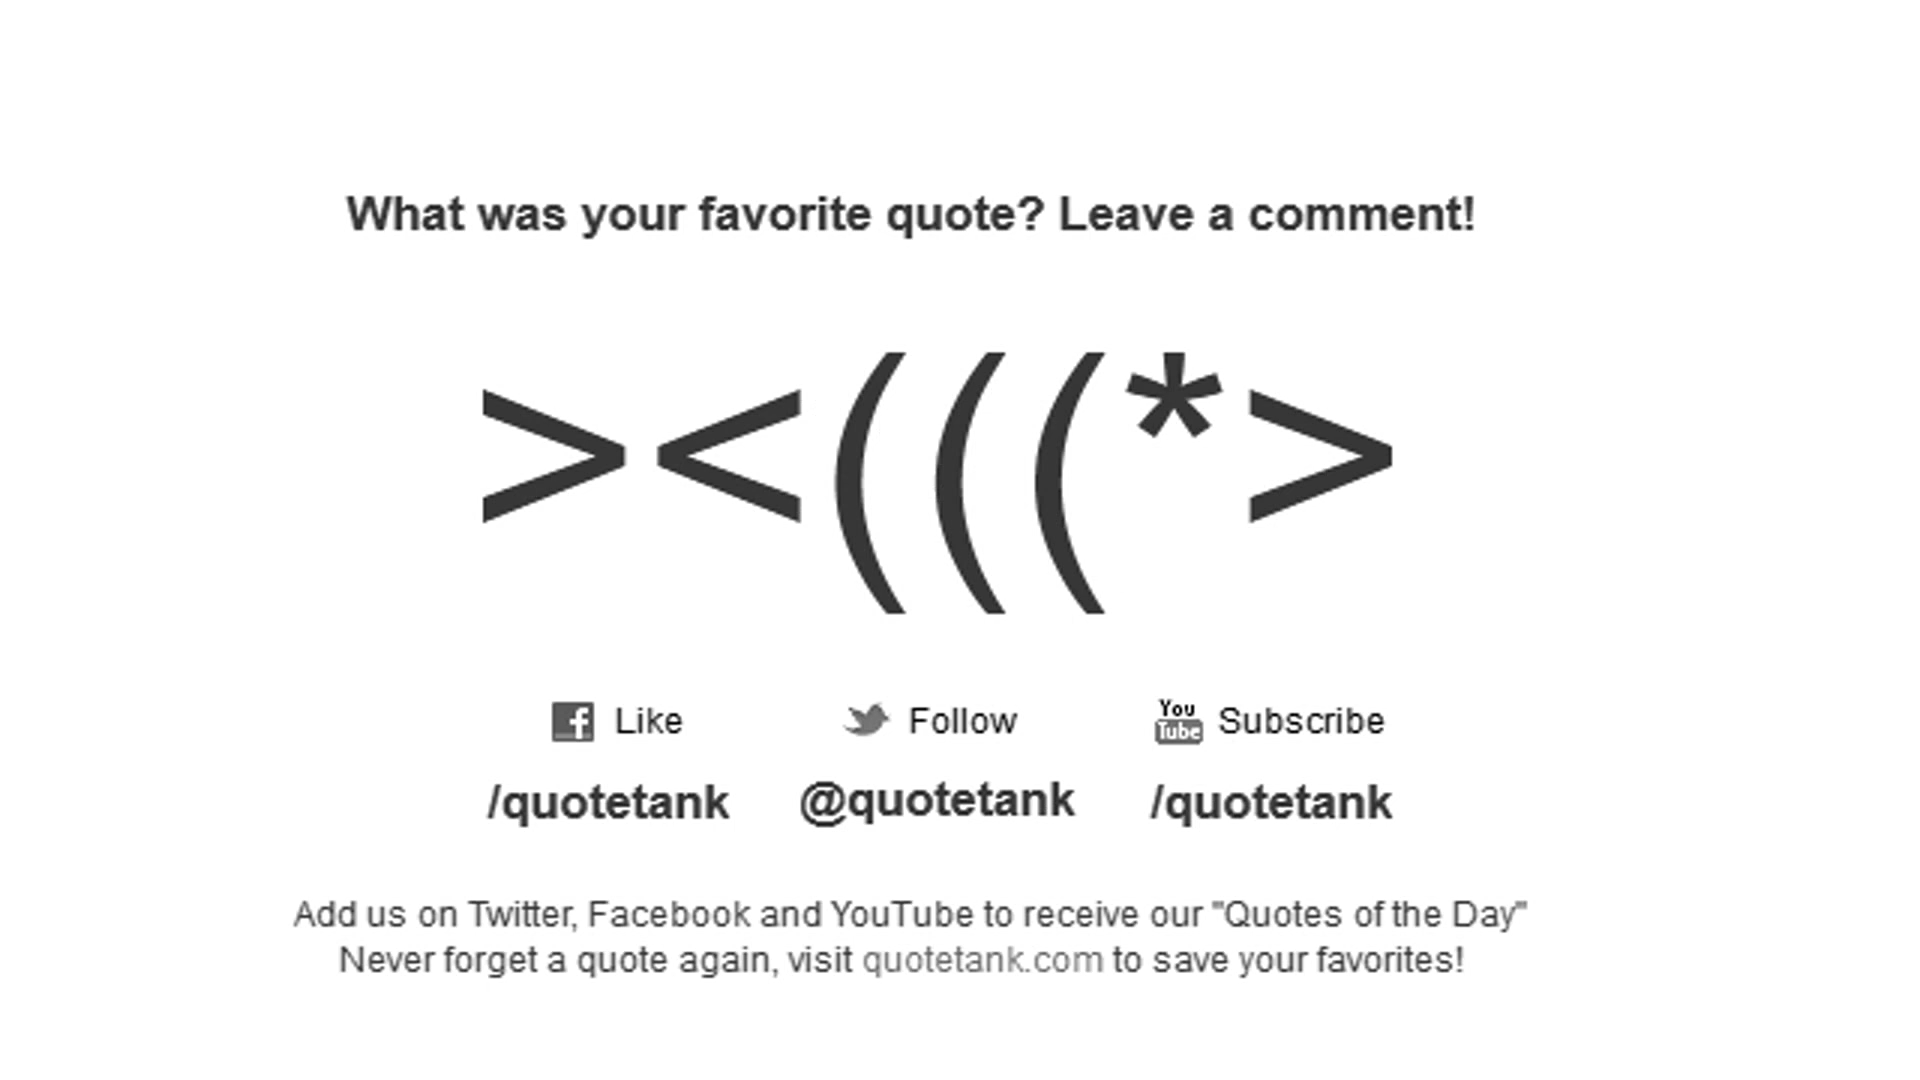 What was your favorite quote? Leave a comment!
><(((*>
f Like Follow You Tube Subscribe
/quotetank @quotetank /quotetank
Add us on Twitter, Facebook and YouTube to receive our "Quotes of the Day"
Never forget a quote again, visit quotetank.com to save your favorites!